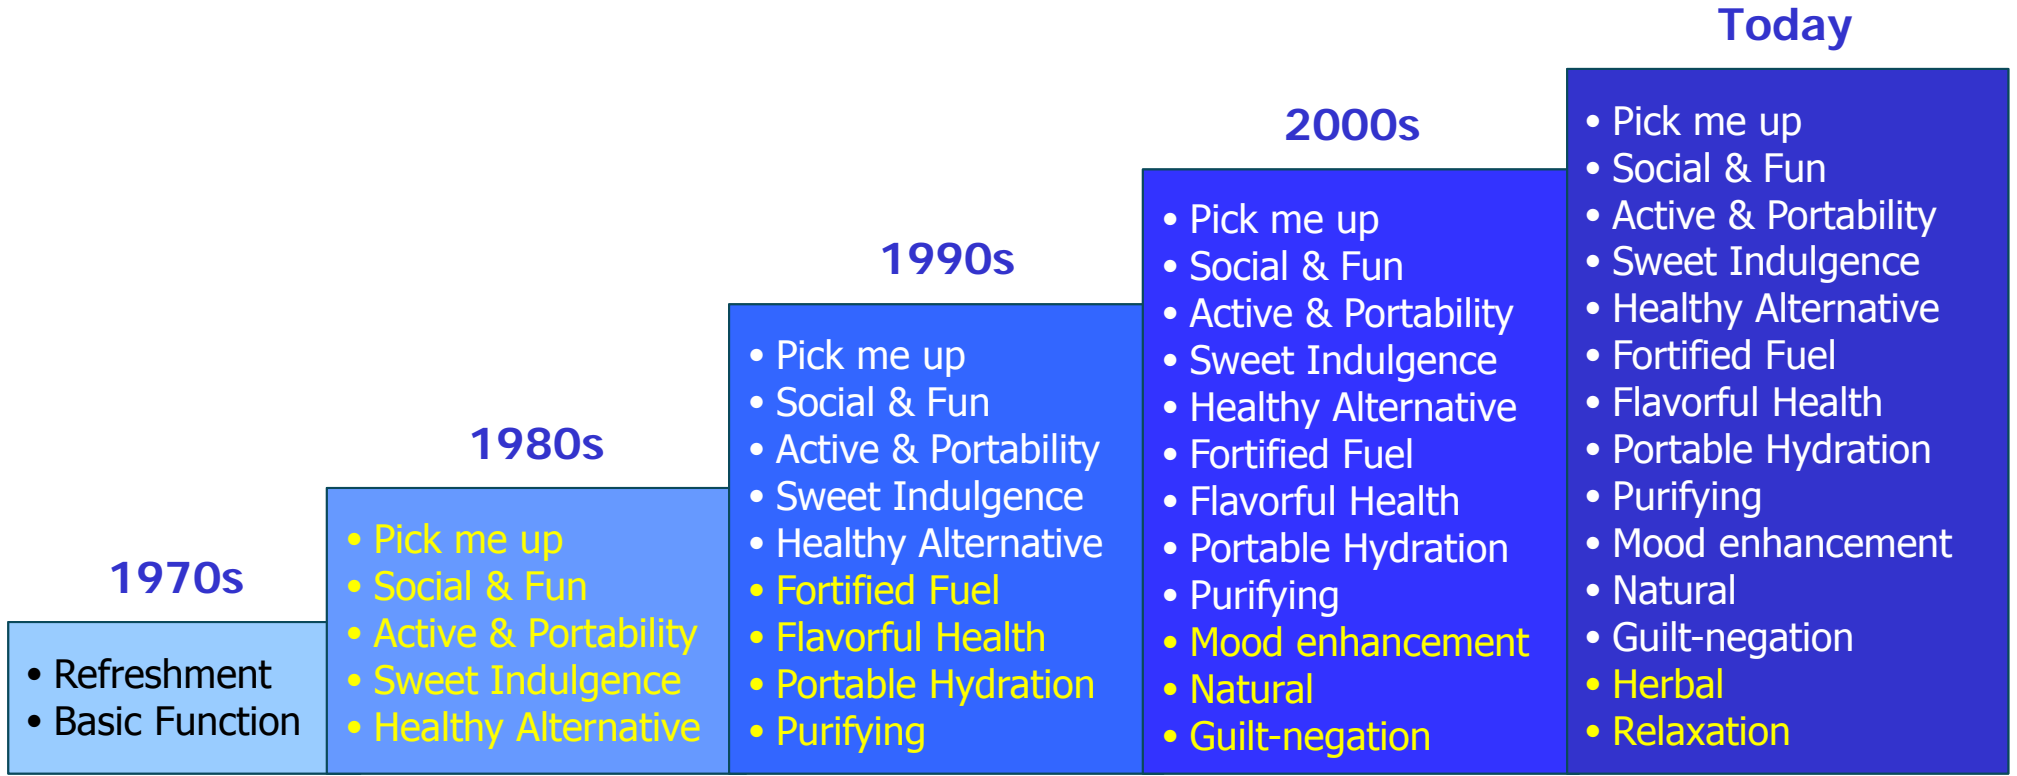 1970s
• Refreshment
• Basic Function
1980s
• Pick me up
• Social & Fun
• Active & Portability
• Sweet Indulgence
• Healthy Alternative
1990s
• Pick me up
• Social & Fun
• Active & Portability
• Sweet Indulgence
• Healthy Alternative
• Fortified Fuel
• Flavorful Health
• Portable Hydration
• Purifying
2000s
• Pick me up
• Social & Fun
• Active & Portability
• Sweet Indulgence
• Healthy Alternative
• Fortified Fuel
• Flavorful Health
• Portable Hydration
• Purifying
• Mood enhancement
• Natural
• Guilt-negation
Today
• Pick me up
• Social & Fun
• Active & Portability
• Sweet Indulgence
• Healthy Alternative
• Fortified Fuel
• Flavorful Health
• Portable Hydration
• Purifying
• Mood enhancement
• Natural
• Guilt-negation
• Herbal
• Relaxation